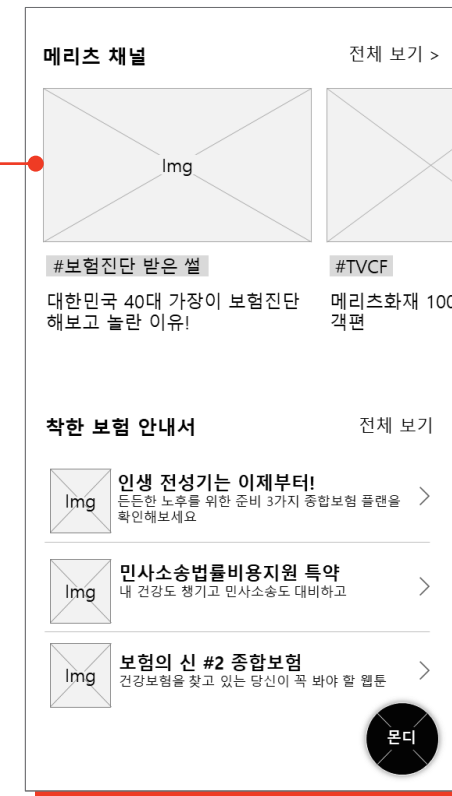 메리츠 채널
전체 보기 >
Img
#보험진단 받은 썰
#TVCF
대한민국 40대 가장이 보험진단
해보고 놀란 이유!
메리츠화재 100
객편
착한 보험 안내서
전체 보기
Img
인생 전성기는 이제부터!
든든한 노후를 위한 준비 3가지 종합보험 플랜을
확인해보세요
Img
민사소송법률비용지원 특약
내 건강도 챙기고 민사소송도 대비하고
Img
보험의 신 #2 종합보험
건강보험을 찾고 있는 당신이 꼭 봐야 할 웹툰
몬디